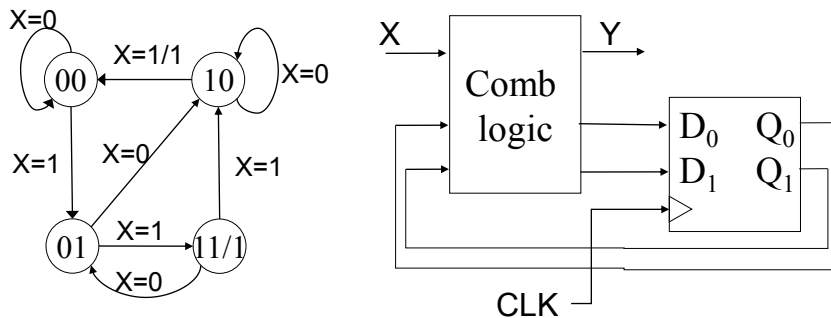 X=0
00
X=1/1
10
X=0
X=1
X=0
X=1
01
X=1
11/1
X=0
X
Y
Comb
logic
D₀
Q₀
D₁
Q₁
CLK